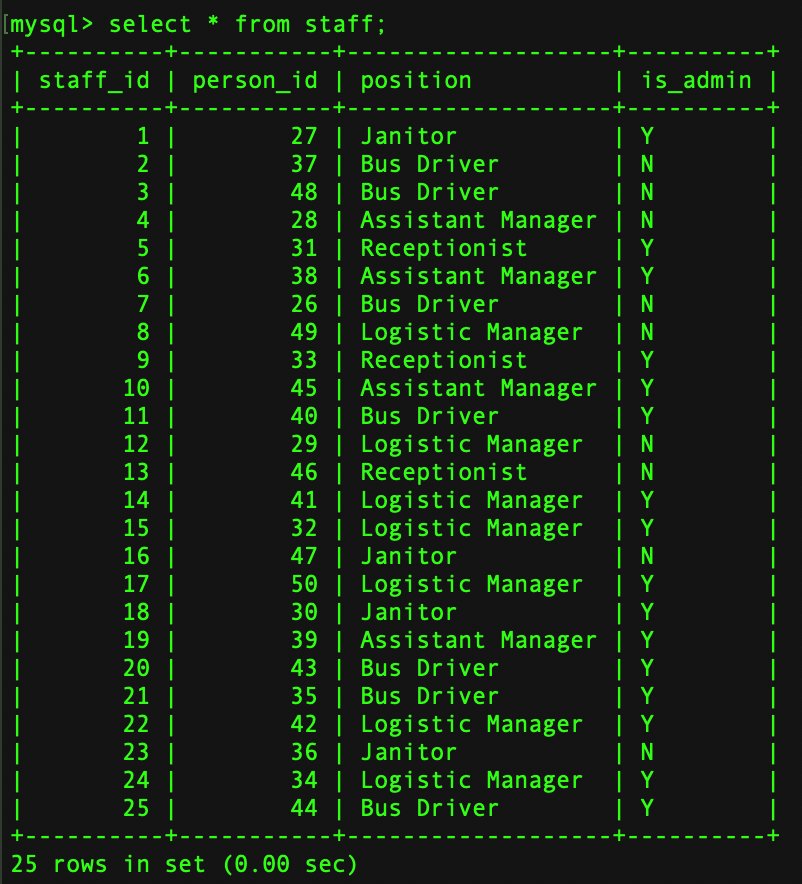 [mysql> select * from staff;
+----------+-----------+-------------------+----------+
| staff_id | person_id | position          | is_admin |
+----------+-----------+-------------------+----------+
|        1 |        27 | Janitor           | Y        |
|        2 |        37 | Bus Driver        | N        |
|        3 |        48 | Bus Driver        | N        |
|        4 |        28 | Assistant Manager | N        |
|        5 |        31 | Receptionist      | Y        |
|        6 |        38 | Assistant Manager | Y        |
|        7 |        26 | Bus Driver        | N        |
|        8 |        49 | Logistic Manager  | N        |
|        9 |        33 | Receptionist      | Y        |
|       10 |        45 | Assistant Manager | Y        |
|       11 |        40 | Bus Driver        | Y        |
|       12 |        29 | Logistic Manager  | N        |
|       13 |        46 | Receptionist      | N        |
|       14 |        41 | Logistic Manager  | Y        |
|       15 |        32 | Logistic Manager  | Y        |
|       16 |        47 | Janitor           | N        |
|       17 |        50 | Logistic Manager  | Y        |
|       18 |        30 | Janitor           | Y        |
|       19 |        39 | Assistant Manager | Y        |
|       20 |        43 | Bus Driver        | Y        |
|       21 |        35 | Bus Driver        | Y        |
|       22 |        42 | Logistic Manager  | Y        |
|       23 |        36 | Janitor           | N        |
|       24 |        34 | Logistic Manager  | Y        |
|       25 |        44 | Bus Driver        | Y        |
+----------+-----------+-------------------+----------+
25 rows in set (0.00 sec)